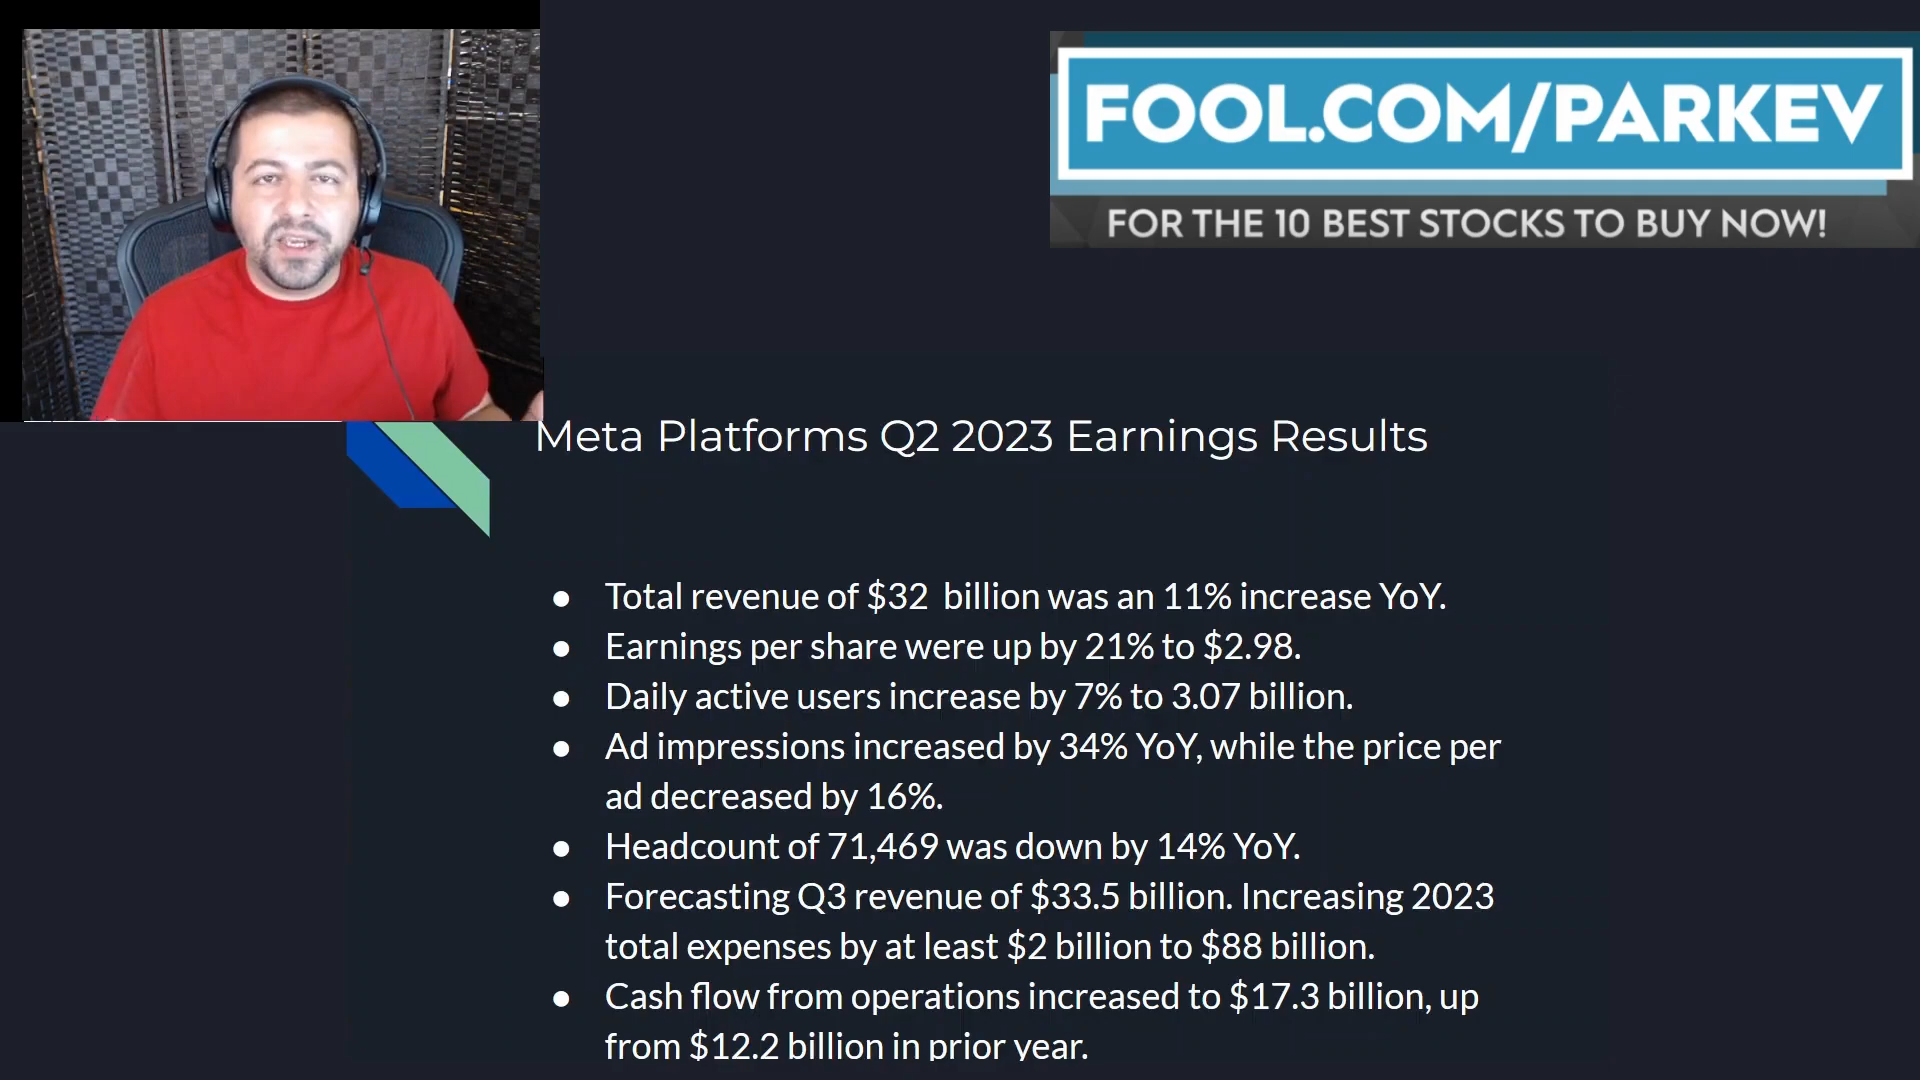 FOOL.COM/PARKEV
FOR THE 10 BEST STOCKS TO BUY NOW!
Meta Platforms Q2 2023 Earnings Results
● Total revenue of $32  billion was an 11% increase YoY.
● Earnings per share were up by 21% to $2.98.
● Daily active users increase by 7% to 3.07 billion.
● Ad impressions increased by 34% YoY, while the price per
ad decreased by 16%.
● Headcount of 71,469 was down by 14% YoY.
● Forecasting Q3 revenue of $33.5 billion. Increasing 2023
total expenses by at least $2 billion to $88 billion.
● Cash flow from operations increased to $17.3 billion, up
from $12.2 billion in prior year.